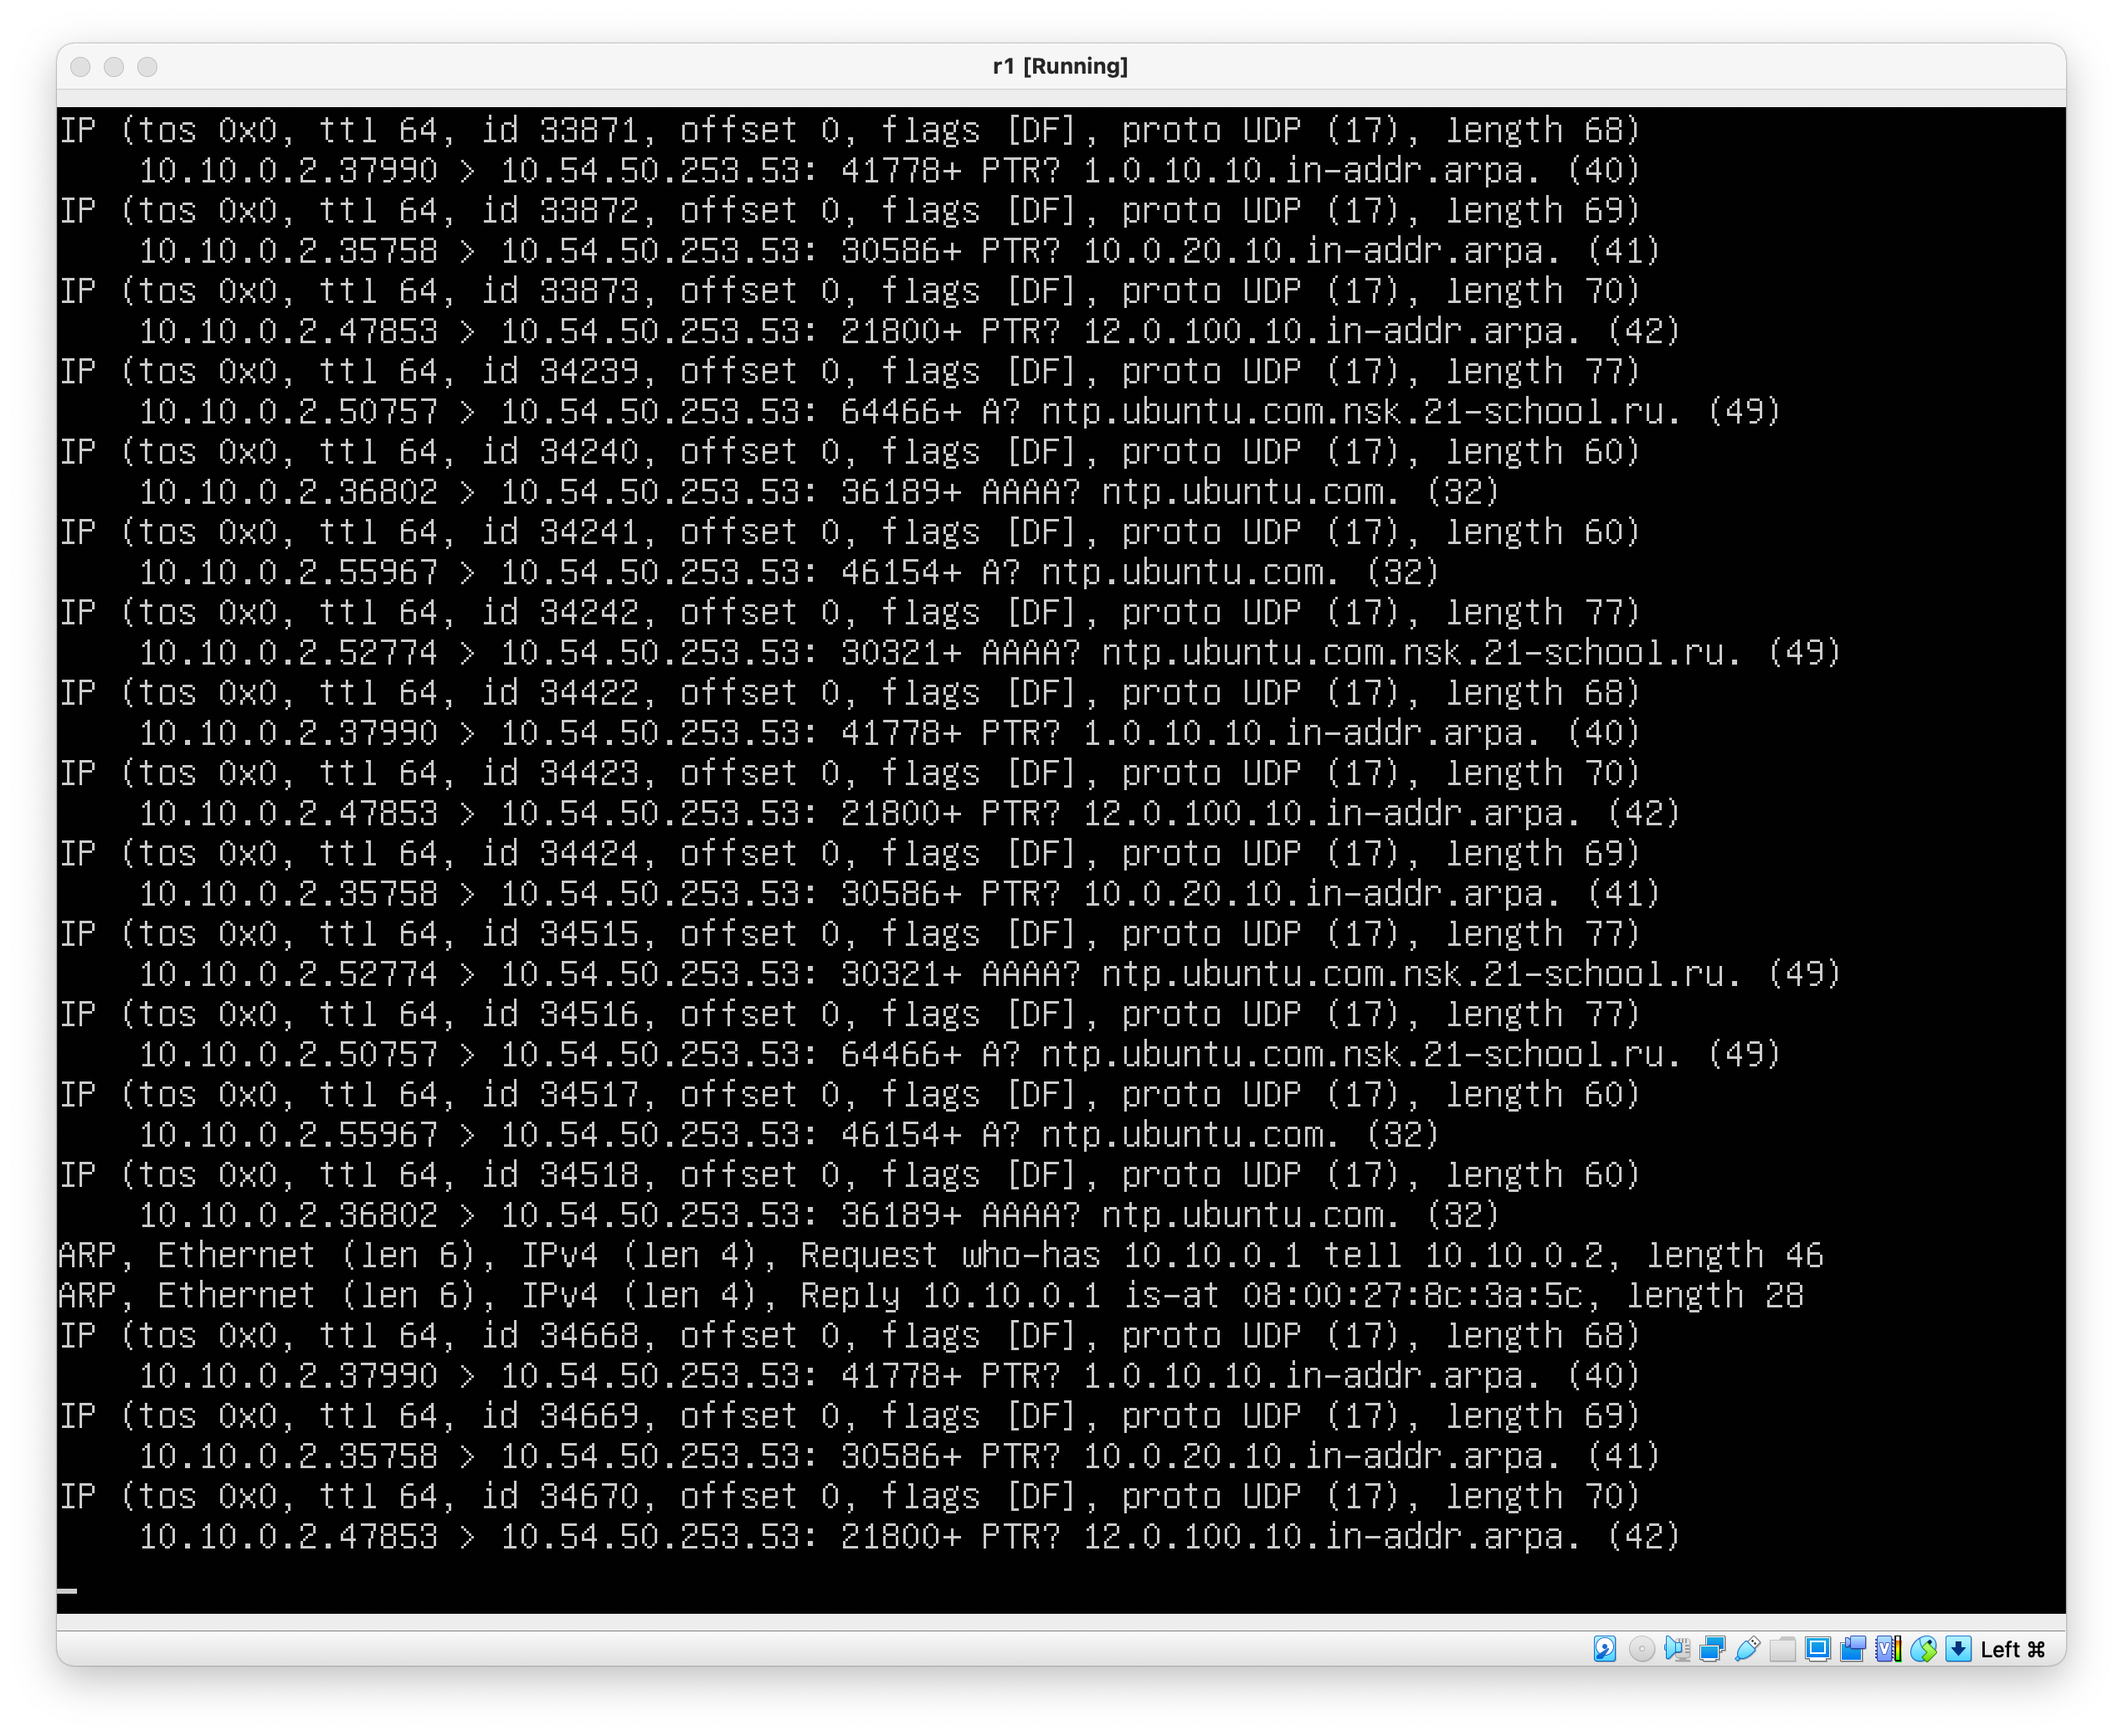 r1 [Running]
IP (tos 0x0, ttl 64, id 33871, offset 0, flags [DF], proto UDP (17), length 68)
    10.10.0.2.37990 > 10.54.50.253.53: 41778+ PTR? 1.0.10.10.in-addr.arpa. (40)
IP (tos 0x0, ttl 64, id 33872, offset 0, flags [DF], proto UDP (17), length 69)
    10.10.0.2.35758 > 10.54.50.253.53: 30586+ PTR? 10.0.20.10.in-addr.arpa. (41)
IP (tos 0x0, ttl 64, id 33873, offset 0, flags [DF], proto UDP (17), length 70)
    10.10.0.2.47853 > 10.54.50.253.53: 21800+ PTR? 12.0.100.10.in-addr.arpa. (42)
IP (tos 0x0, ttl 64, id 34239, offset 0, flags [DF], proto UDP (17), length 77)
    10.10.0.2.50757 > 10.54.50.253.53: 64466+ A? ntp.ubuntu.com.nsk.21-school.ru. (49)
IP (tos 0x0, ttl 64, id 34240, offset 0, flags [DF], proto UDP (17), length 60)
    10.10.0.2.36802 > 10.54.50.253.53: 36189+ AAAA? ntp.ubuntu.com. (32)
IP (tos 0x0, ttl 64, id 34241, offset 0, flags [DF], proto UDP (17), length 60)
    10.10.0.2.55967 > 10.54.50.253.53: 46154+ A? ntp.ubuntu.com. (32)
IP (tos 0x0, ttl 64, id 34242, offset 0, flags [DF], proto UDP (17), length 77)
    10.10.0.2.52774 > 10.54.50.253.53: 30321+ AAAA? ntp.ubuntu.com.nsk.21-school.ru. (49)
IP (tos 0x0, ttl 64, id 34422, offset 0, flags [DF], proto UDP (17), length 68)
    10.10.0.2.37990 > 10.54.50.253.53: 41778+ PTR? 1.0.10.10.in-addr.arpa. (40)
IP (tos 0x0, ttl 64, id 34423, offset 0, flags [DF], proto UDP (17), length 70)
    10.10.0.2.47853 > 10.54.50.253.53: 21800+ PTR? 12.0.100.10.in-addr.arpa. (42)
IP (tos 0x0, ttl 64, id 34424, offset 0, flags [DF], proto UDP (17), length 69)
    10.10.0.2.35758 > 10.54.50.253.53: 30586+ PTR? 10.0.20.10.in-addr.arpa. (41)
IP (tos 0x0, ttl 64, id 34515, offset 0, flags [DF], proto UDP (17), length 77)
    10.10.0.2.52774 > 10.54.50.253.53: 30321+ AAAA? ntp.ubuntu.com.nsk.21-school.ru. (49)
IP (tos 0x0, ttl 64, id 34516, offset 0, flags [DF], proto UDP (17), length 77)
    10.10.0.2.50757 > 10.54.50.253.53: 64466+ A? ntp.ubuntu.com.nsk.21-school.ru. (49)
IP (tos 0x0, ttl 64, id 34517, offset 0, flags [DF], proto UDP (17), length 60)
    10.10.0.2.55967 > 10.54.50.253.53: 46154+ A? ntp.ubuntu.com. (32)
IP (tos 0x0, ttl 64, id 34518, offset 0, flags [DF], proto UDP (17), length 60)
    10.10.0.2.36802 > 10.54.50.253.53: 36189+ AAAA? ntp.ubuntu.com. (32)
ARP, Ethernet (len 6), IPv4 (len 4), Request who-has 10.10.0.1 tell 10.10.0.2, length 46
ARP, Ethernet (len 6), IPv4 (len 4), Reply 10.10.0.1 is-at 08:00:27:8c:3a:5c, length 28
IP (tos 0x0, ttl 64, id 34668, offset 0, flags [DF], proto UDP (17), length 68)
    10.10.0.2.37990 > 10.54.50.253.53: 41778+ PTR? 1.0.10.10.in-addr.arpa. (40)
IP (tos 0x0, ttl 64, id 34669, offset 0, flags [DF], proto UDP (17), length 69)
    10.10.0.2.35758 > 10.54.50.253.53: 30586+ PTR? 10.0.20.10.in-addr.arpa. (41)
IP (tos 0x0, ttl 64, id 34670, offset 0, flags [DF], proto UDP (17), length 70)
    10.10.0.2.47853 > 10.54.50.253.53: 21800+ PTR? 12.0.100.10.in-addr.arpa. (42)
Left ⌘